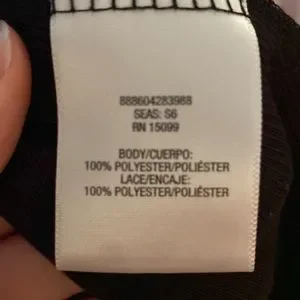 888604283988
SEAS: S6
RN 15099
BODY/CUERPO:
100% POLYESTER/POLIÉSTER
LACE/ENCAJE:
100% POLYESTER/POLIÉSTER